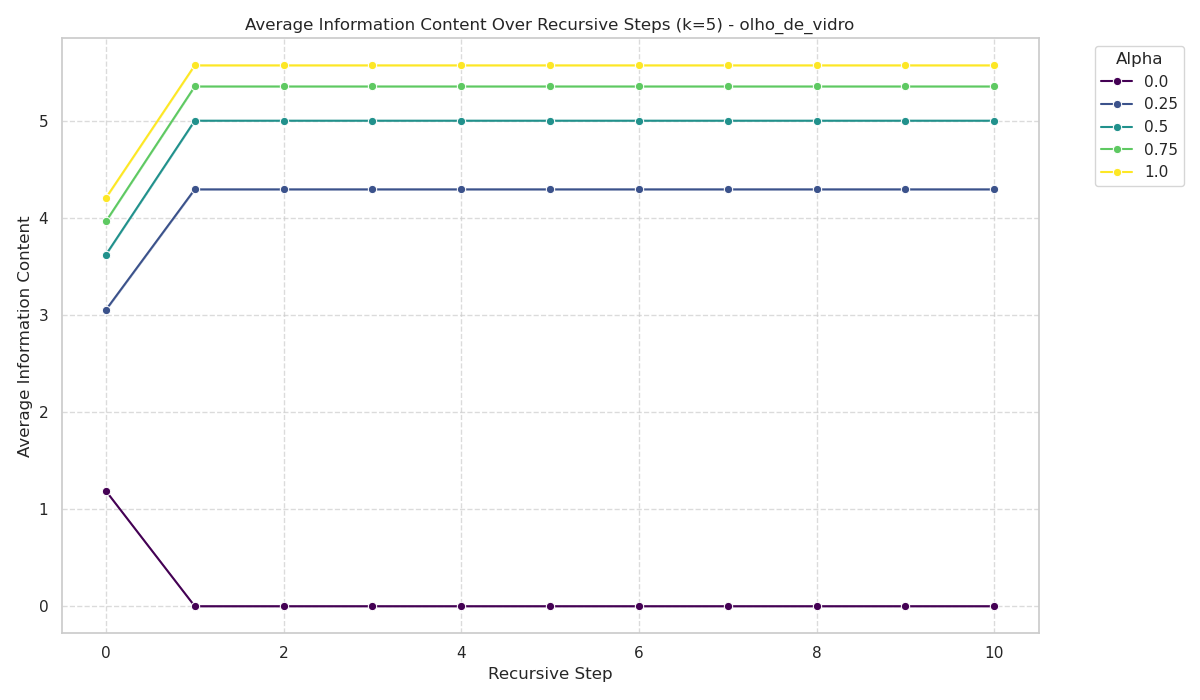 Average Information Content Over Recursive Steps (k=5) - olho_de_vidro
Alpha
0.0
0.25
0.5
0.75
1.0
Average Information Content
5
4
3
2
1
0
0 2 4 6 8 10
Recursive Step